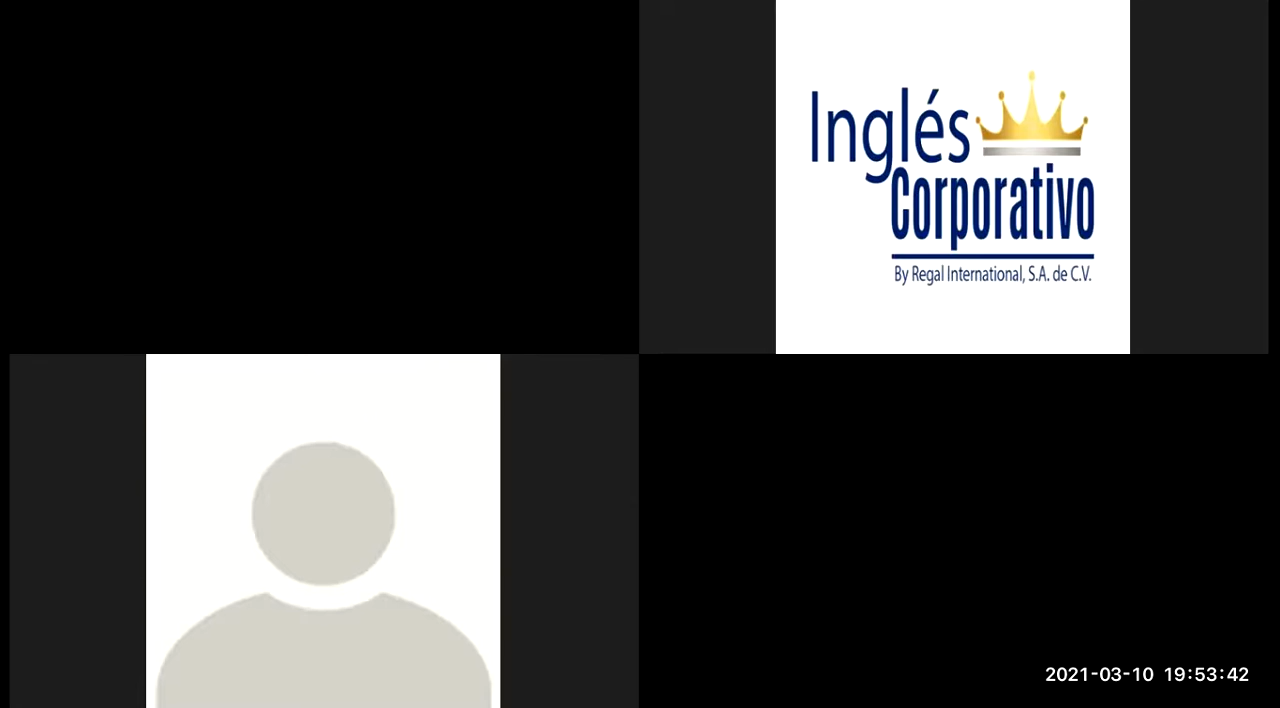 Inglés
Corporativo
By Regal International, S.A. de C.V.
2021-03-10 19:53:42